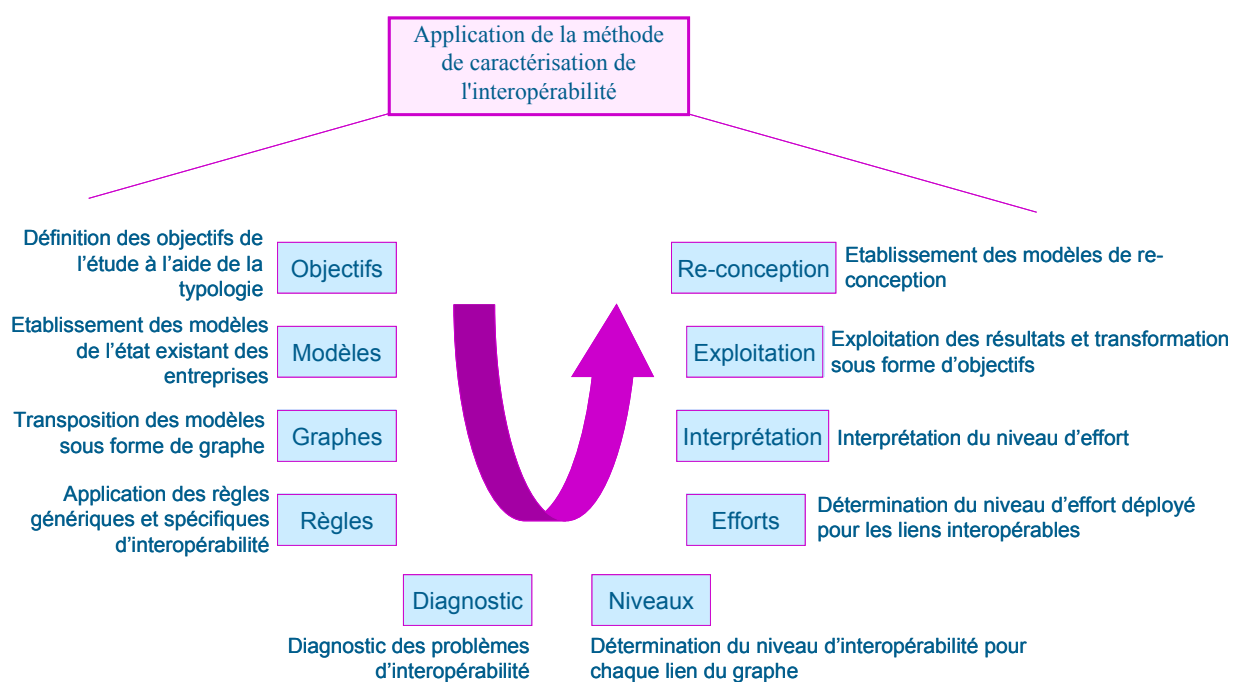 Application de la méthode
de caractérisation de
l'interopérabilité
Définition des objectifs de
l’étude à l’aide de la
typologie
Objectifs
Etablissement des modèles
de l’état existant des
entreprises
Modèles
Transposition des modèles
sous forme de graphe
Graphes
Application des règles
génériques et spécifiques
d’interopérabilité
Règles
Diagnostic
Diagnostic des problèmes
d’interopérabilité
Niveaux
Détermination du niveau d’interopérabilité pour
chaque lien du graphe
Efforts
Détermination du niveau d’effort déployé
pour les liens interopérables
Interprétation
Interprétation du niveau d’effort
Exploitation
Exploitation des résultats et transformation
sous forme d’objectifs
Re-conception
Etablissement des modèles de re-
conception